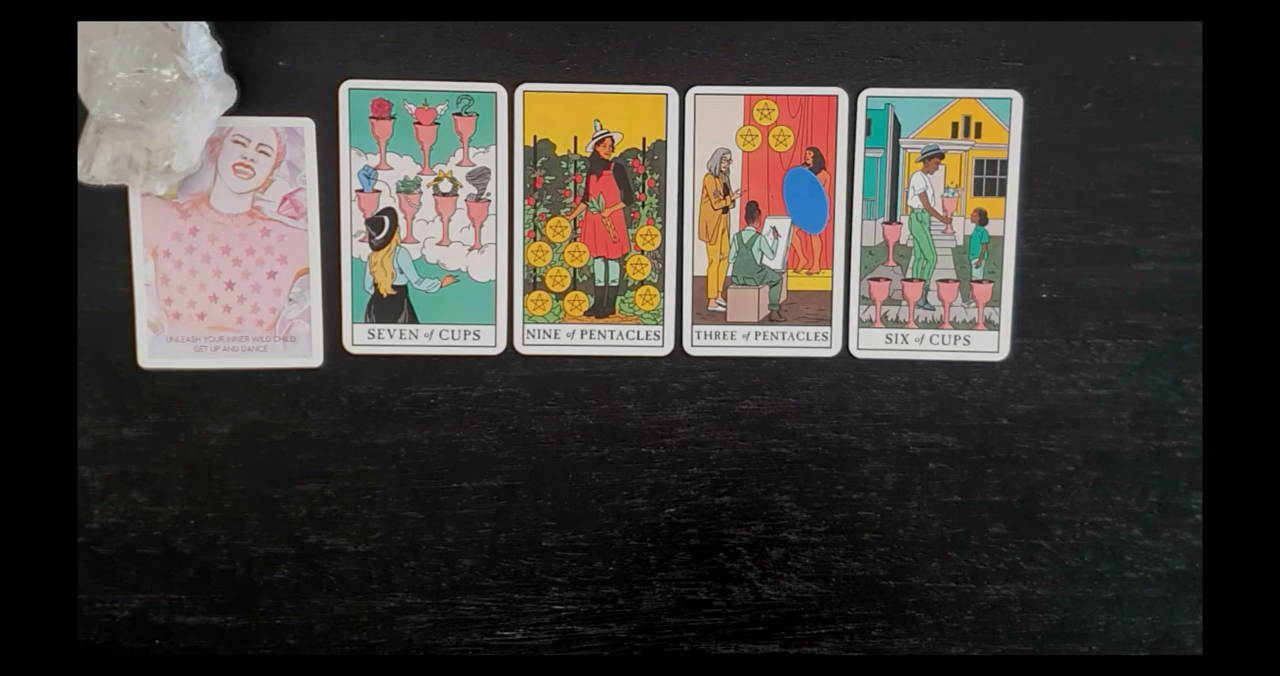 UNLEASH YOUR INNER WILD CHILD
GET UP AND DANCE
SEVEN of CUPS
NINE of PENTACLES
THREE of PENTACLES
SIX of CUPS